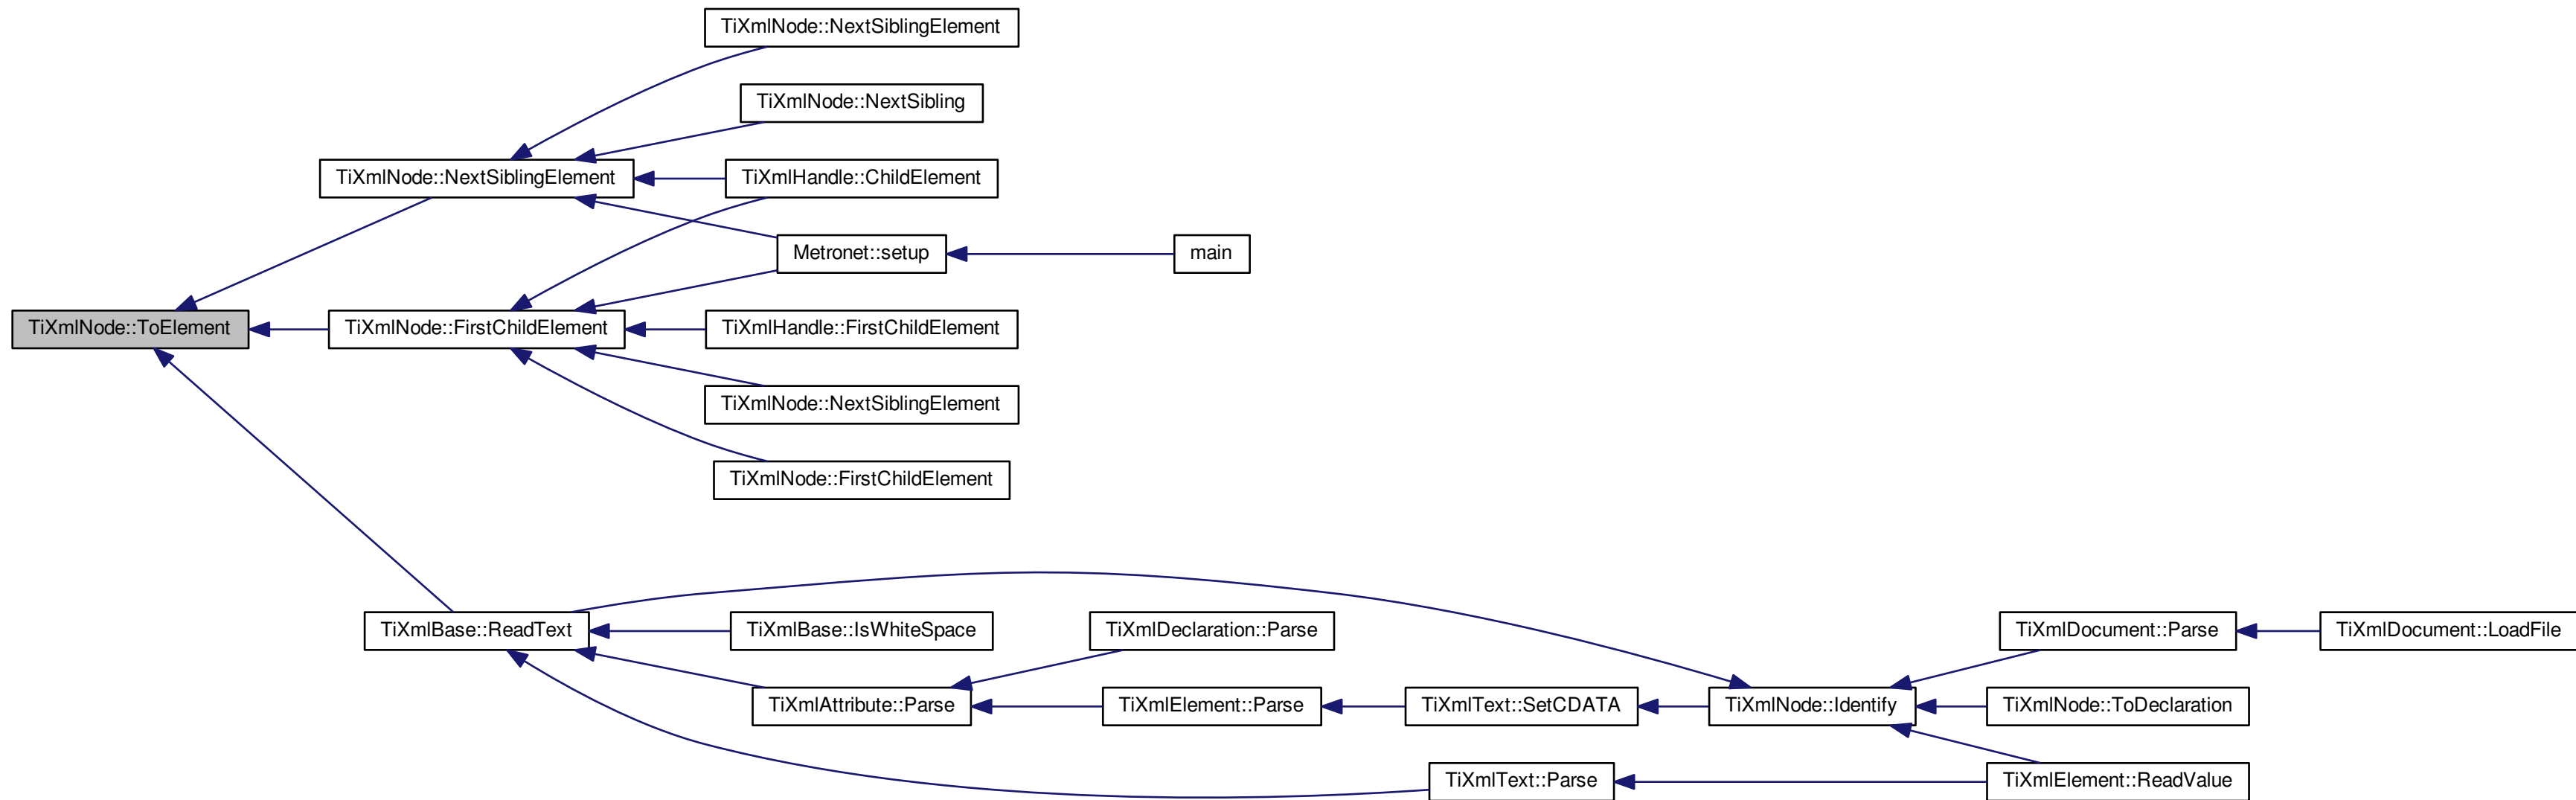 TiXmlNode::NextSiblingElement
TiXmlNode::NextSibling
TiXmlNode::NextSiblingElement
TiXmlHandle::ChildElement
Metronet::setup
main
TiXmlNode::ToElement
TiXmlNode::FirstChildElement
TiXmlHandle::FirstChildElement
TiXmlNode::NextSiblingElement
TiXmlNode::FirstChildElement
TiXmlBase::ReadText
TiXmlBase::IsWhiteSpace
TiXmlDeclaration::Parse
TiXmlDocument::Parse
TiXmlDocument::LoadFile
TiXmlAttribute::Parse
TiXmlElement::Parse
TiXmlText::SetCDATA
TiXmlNode::Identify
TiXmlNode::ToDeclaration
TiXmlText::Parse
TiXmlElement::ReadValue